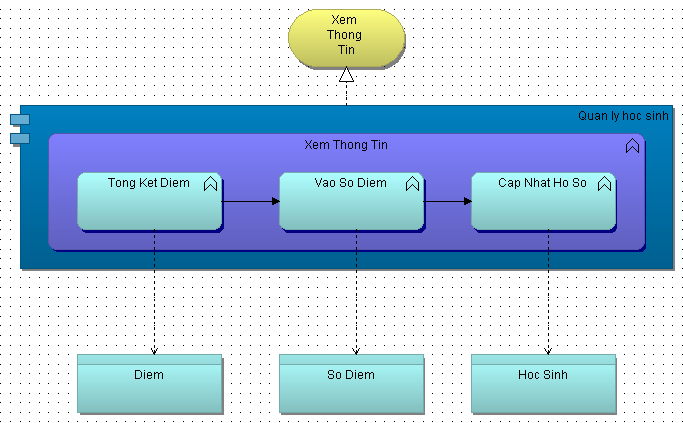 Xem
Thong
Tin
Quan ly hoc sinh
Xem Thong Tin
Tong Ket Diem
Vao So Diem
Cap Nhat Ho So
Diem
So Diem
Hoc Sinh